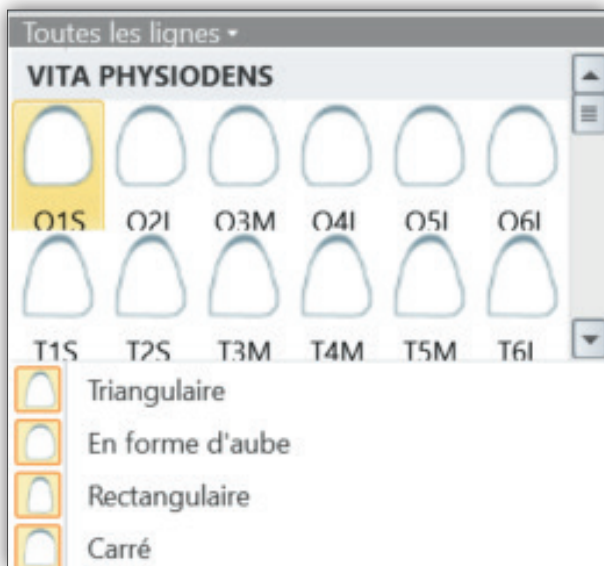 Toutes les lignes
VITA PHYSIODENS
O1S O2L O3M O4L O5L O6L
T1S T2S T3M T4M T5M T6L
Triangulaire
En forme d'aube
Rectangulaire
Carré